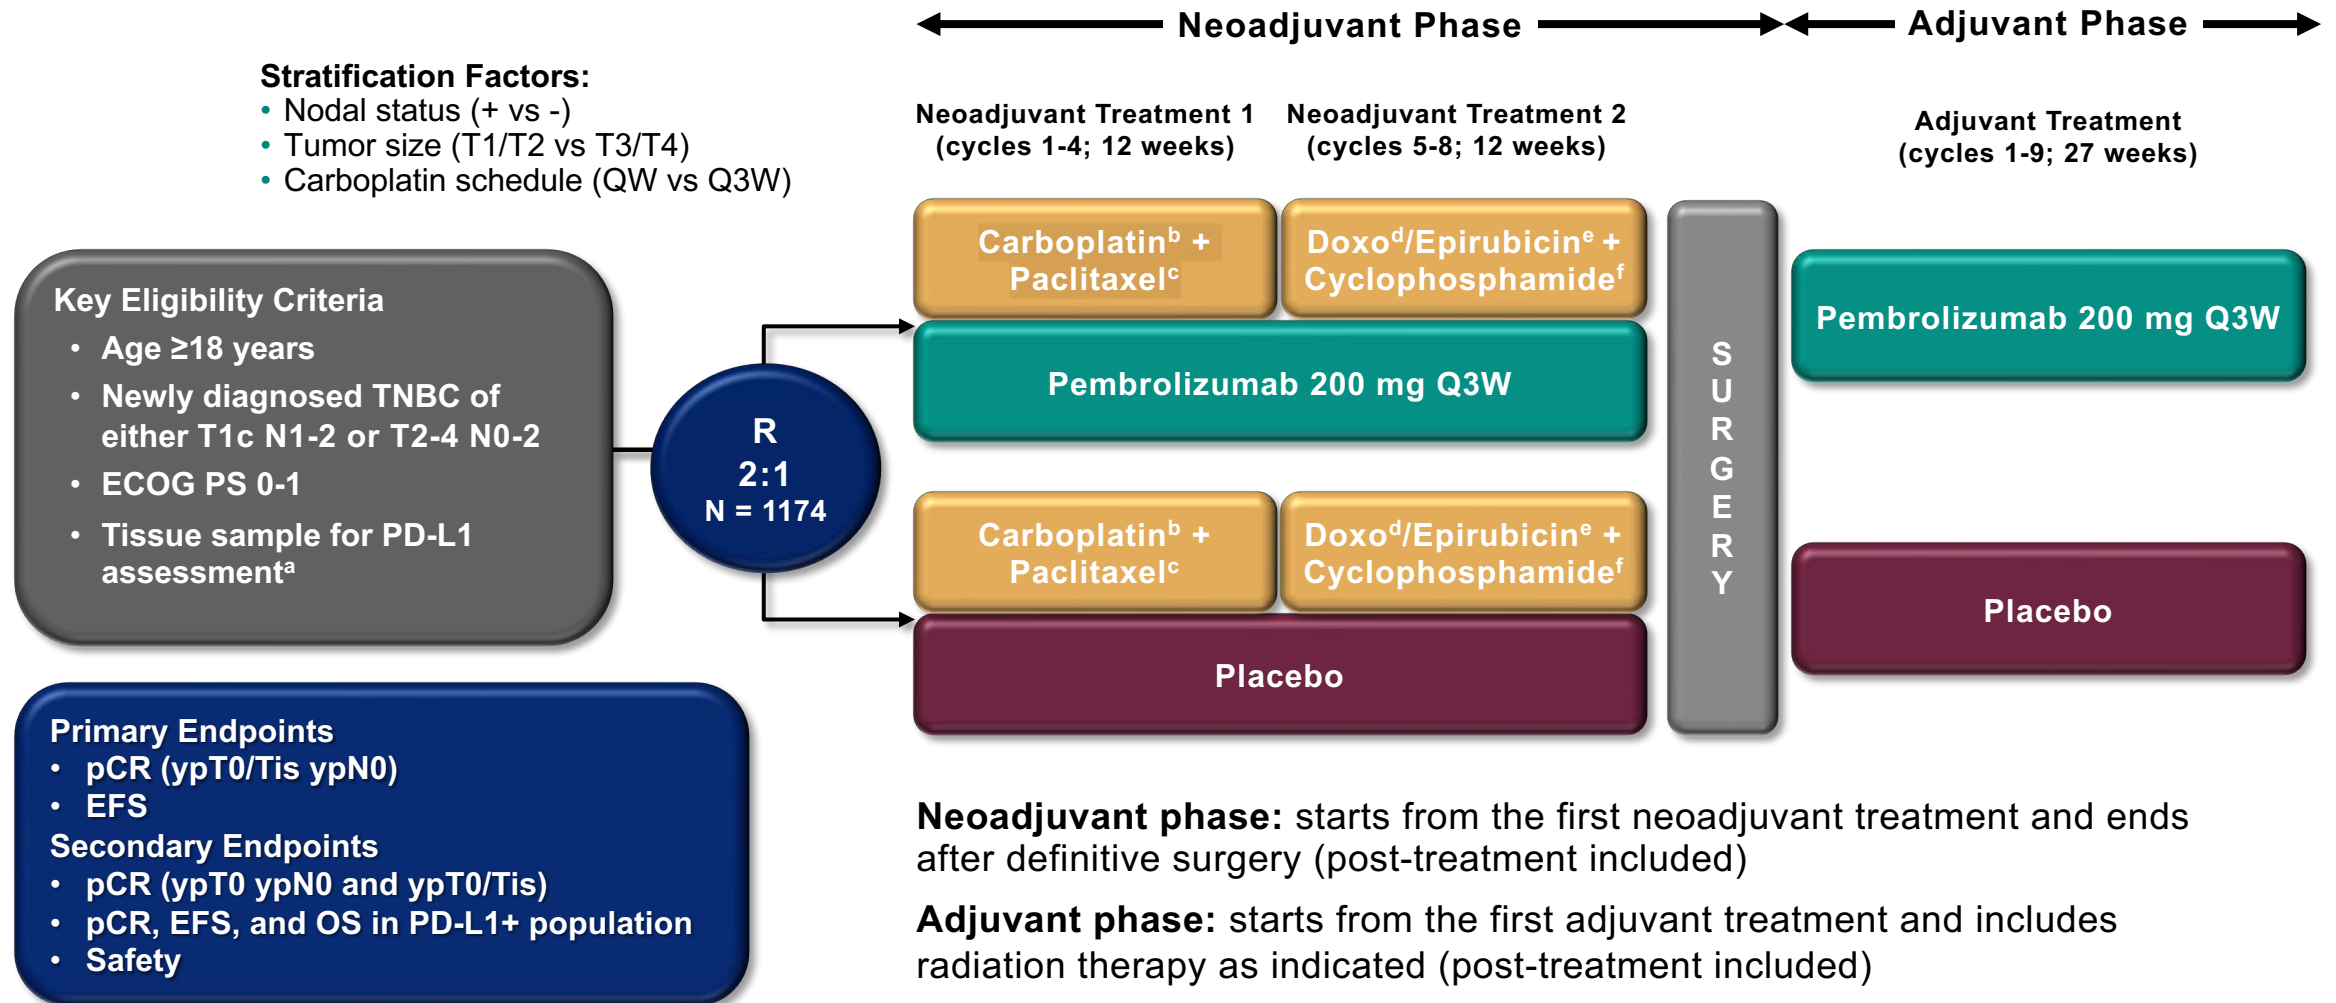 Neoadjuvant Phase
Adjuvant Phase
Stratification Factors:
• Nodal status (+ vs -)
• Tumor size (T1/T2 vs T3/T4)
• Carboplatin schedule (QW vs Q3W)
Neoadjuvant Treatment 1
(cycles 1-4; 12 weeks)
Neoadjuvant Treatment 2
(cycles 5-8; 12 weeks)
Adjuvant Treatment
(cycles 1-9; 27 weeks)
Key Eligibility Criteria
• Age ≥18 years
• Newly diagnosed TNBC of
either T1c N1-2 or T2-4 N0-2
• ECOG PS 0-1
• Tissue sample for PD-L1
assessmentᵃ
R
2:1
N = 1174
Carboplatinᵇ +
Paclitaxelᶜ
Doxoᵈ/Epirubicinᵉ +
Cyclophosphamideᶠ
Pembrolizumab 200 mg Q3W
Carboplatinᵇ +
Paclitaxelᶜ
Doxoᵈ/Epirubicinᵉ +
Cyclophosphamideᶠ
Placebo
S
U
R
G
E
R
Y
Pembrolizumab 200 mg Q3W
Placebo
Primary Endpoints
• pCR (ypT0/Tis ypN0)
• EFS
Secondary Endpoints
• pCR (ypT0 ypN0 and ypT0/Tis)
• pCR, EFS, and OS in PD-L1+ population
• Safety
Neoadjuvant phase: starts from the first neoadjuvant treatment and ends
after definitive surgery (post-treatment included)
Adjuvant phase: starts from the first adjuvant treatment and includes
radiation therapy as indicated (post-treatment included)